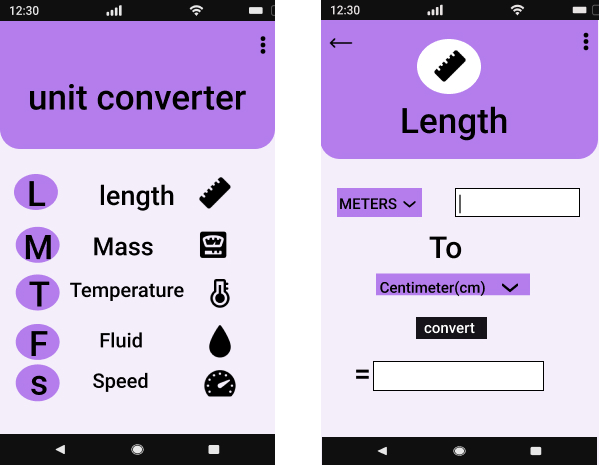 12:30
unit converter
L length
M Mass
T Temperature
F Fluid
s Speed
12:30
Length
METERS
To
Centimeter(cm)
convert
=